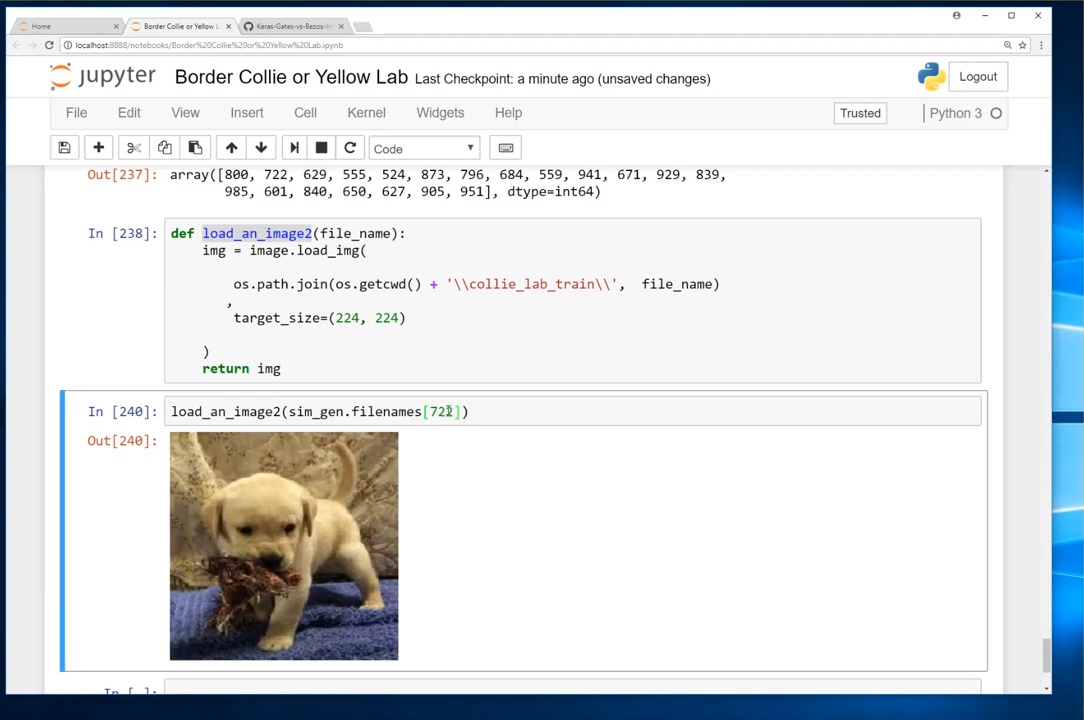 Home
Border Collie or Yellow L
Keras-Gates-vs-Bezos-Im
localhost:8888/notebooks/Border%20Collie%20or%20Yellow%20Lab.ipynb
jupyter Border Collie or Yellow Lab Last Checkpoint: a minute ago (unsaved changes) Logout
File Edit View Insert Cell Kernel Widgets Help Trusted Python 3
Code
Out[237]: array([800, 722, 629, 555, 524, 873, 796, 684, 559, 941, 671, 929, 839,
985, 601, 840, 650, 627, 905, 951], dtype=int64)
In [238]: def load_an_image2(file_name):
img = image.load_img(
os.path.join(os.getcwd() + '\\collie_lab_train\\', file_name)
,
target_size=(224, 224)
)
return img
In [240]: load_an_image2(sim_gen.filenames[722])
Out[240]:
In [ ]: